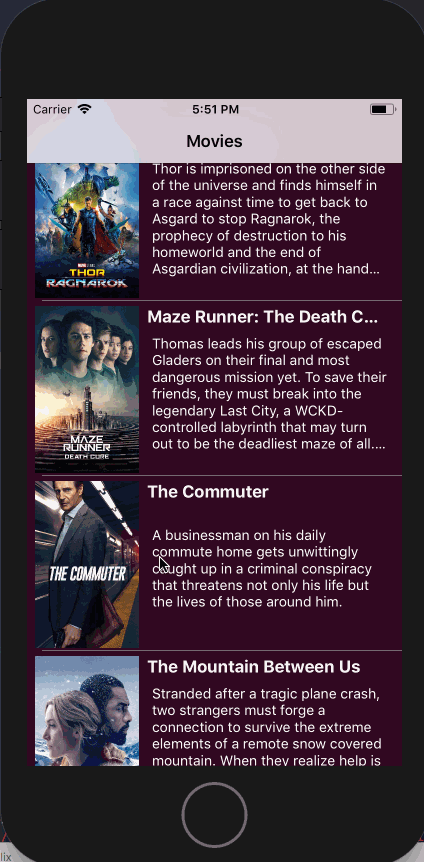 Carrier
5:51 PM
Movies
Thor is imprisoned on the other side
of the universe and finds himself in
a race against time to get back to
Asgard to stop Ragnarok, the
prophecy of destruction to his
homeworld and the end of
Asgardian civilization, at the hand...
THOR
RAGNAROK
Maze Runner: The Death C...
Thomas leads his group of escaped
Gladers on their final and most
dangerous mission yet. To save their
friends, they must break into the
legendary Last City, a WCKD-
controlled labyrinth that may turn
out to be the deadliest maze of all....
MAZE
RUNNER
DEATH CURE
The Commuter
A businessman on his daily
commute home gets unwittingly
caught up in a criminal conspiracy
that threatens not only his life but
the lives of those around him.
THE COMMUTER
The Mountain Between Us
Stranded after a tragic plane crash,
two strangers must forge a
connection to survive the extreme
elements of a remote snow covered
mountain. When they realize help is
lix